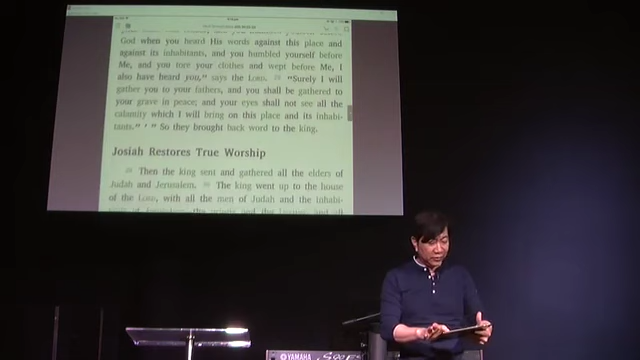 God when you heard His words against this place and
against its inhabitants, and you humbled yourself before
Me, and you tore your clothes and wept before Me, I
also have heard you," says the LORD. 28 "Surely I will
gather you to your fathers, and you shall be gathered to
your grave in peace; and your eyes shall not see all the
calamity which I will bring on this place and its inhabi-
tants." ' " So they brought back word to the king.
Josiah Restores True Worship
29 Then the king sent and gathered all the elders of
Judah and Jerusalem. 30 The king went up to the house
of the LORD, with all the men of Judah and the inhabi-
YAMAHA S90ES